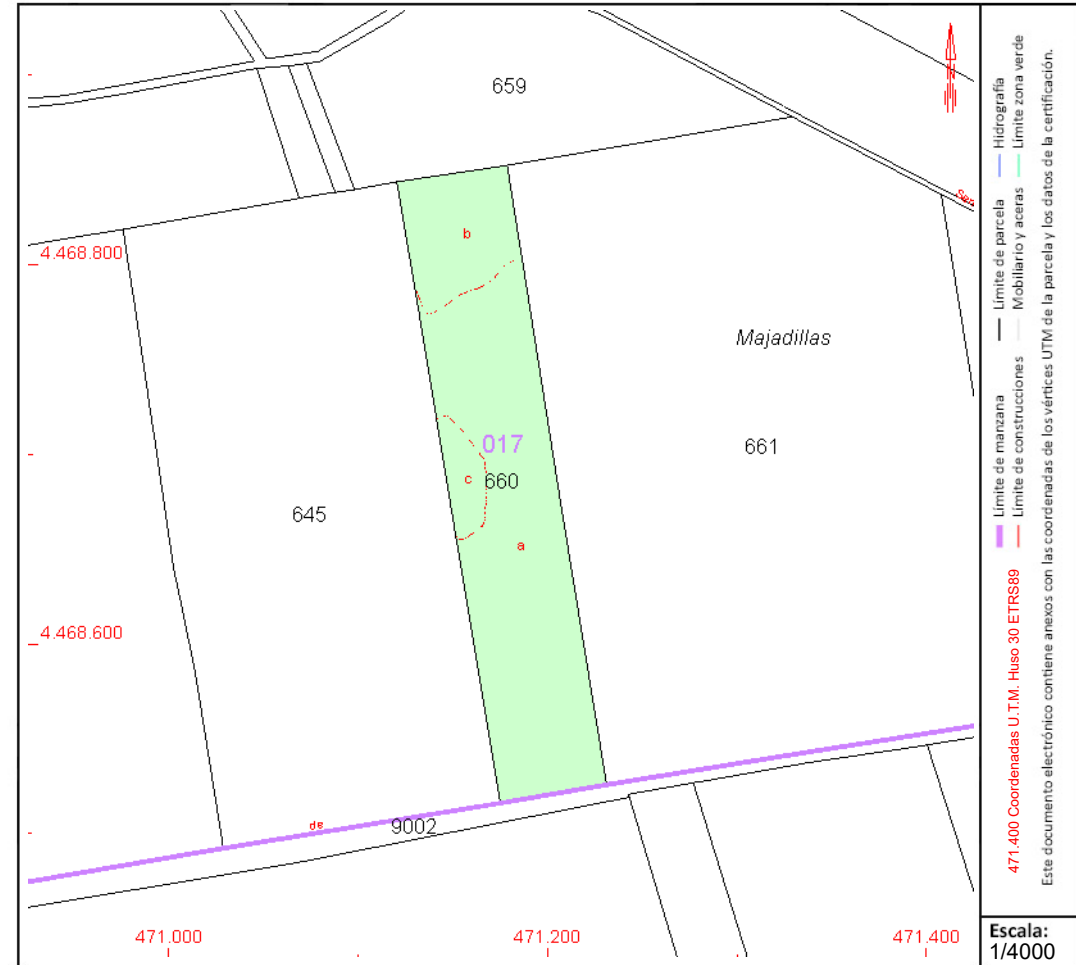 659
b
4.468.800
Majadillas
017
661
c
660
645
a
4.468.600
9002
471.000
471.200
471.400
Hidrografía
Límite zona verde
Límite de parcela
Mobiliario y aceras
Límite de manzana
Límite de construcciones
471.400 Coordenadas U.T.M. Huso 30 ETRS89
Este documento electrónico contiene anexos con las coordenadas de los vértices UTM de la parcela y los datos de la certificación.
Escala:
1/4000